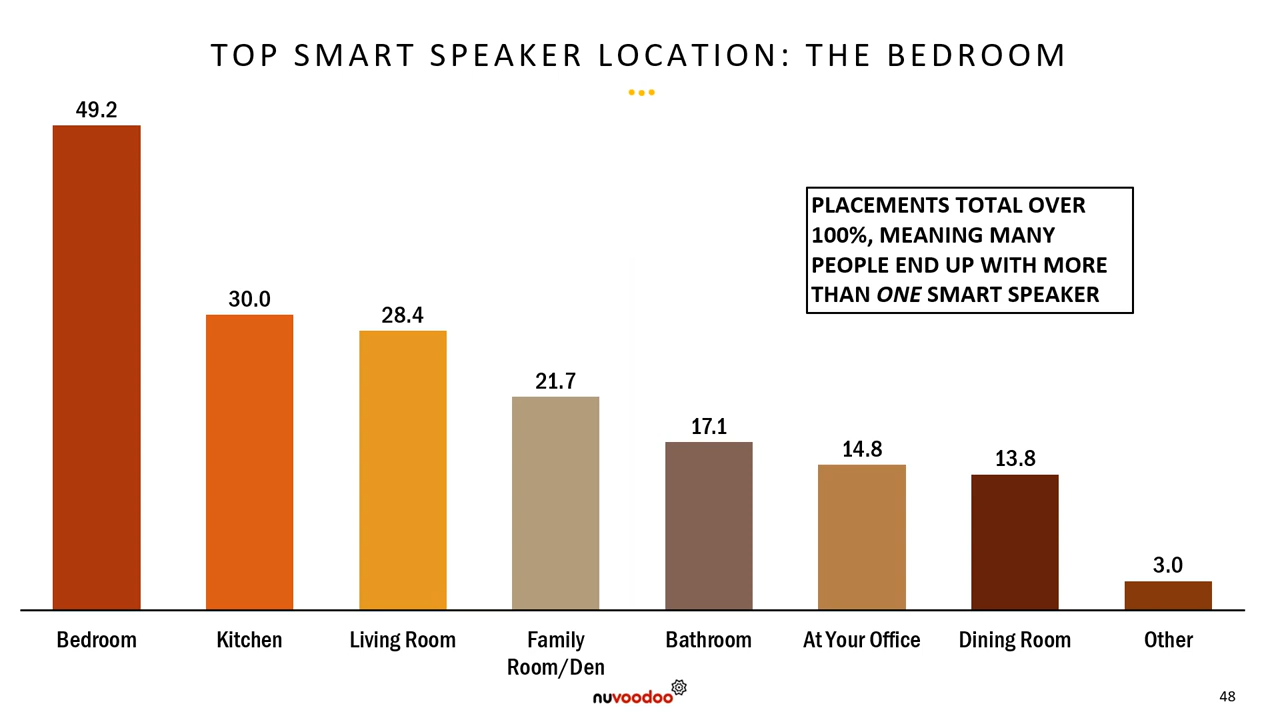 TOP SMART SPEAKER LOCATION: THE BEDROOM
49.2
30.0
28.4
21.7
17.1
14.8
13.8
3.0
PLACEMENTS TOTAL OVER
100%, MEANING MANY
PEOPLE END UP WITH MORE
THAN ONE SMART SPEAKER
Bedroom
Kitchen
Living Room
Family
Room/Den
Bathroom
At Your Office
Dining Room
Other
nuvoodoo
48